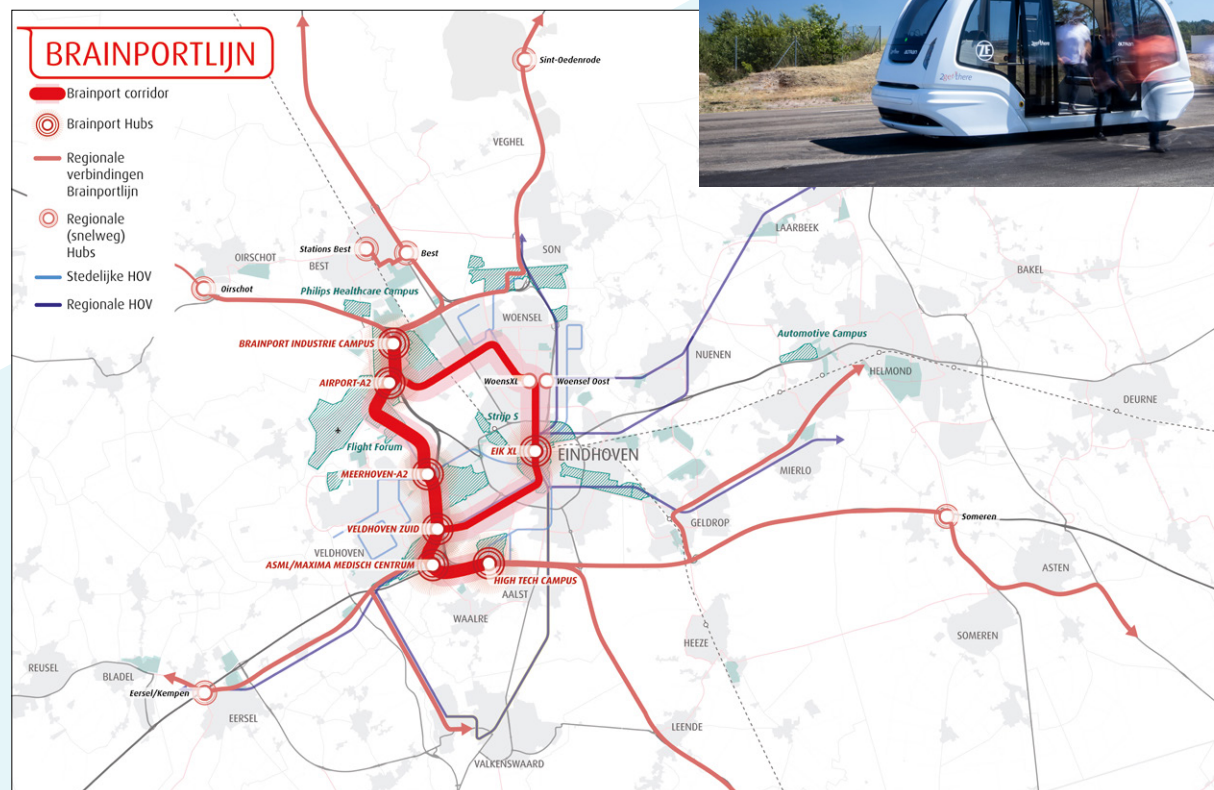 BRAINPORTLIJN
Brainport corridor
Brainport Hubs
Regionale
verbindingen
Brainportlijn
Regionale
(snelweg)
Hubs
Stedelijke HOV
Regionale HOV
ZF
2getthere
2getthere
Sint-Oedenrode
VEGHEL
LAARBEEK
SON
Stations Best
Best
OIRSCHOT
BEST
BAKEL
Oirschot
Philips Healthcare Campus
WOENSEL
Automotive Campus
BRAINPORT INDUSTRIE CAMPUS
NUENEN
HELMOND
AIRPORT-A2
WoensXL
Woensel Oost
DEURNE
Strijp S
Flight Forum
EIK XL
EINDHOVEN
MEERHOVEN-A2
MIERLO
VELDHOVEN ZUID
GELDROP
Someren
VELDHOVEN
ASML/MAXIMA MEDISCH CENTRUM
HIGH TECH CAMPUS
AALST
ASTEN
WAALRE
SOMEREN
HEEZE
REUSEL
BLADEL
Eersel/Kempen
EERSEL
LEENDE
VALKENSWAARD